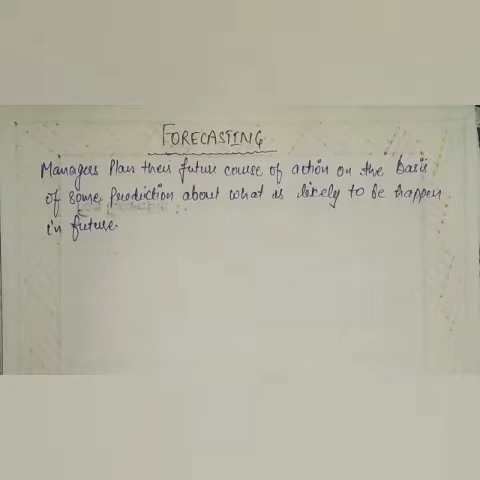 FORECASTING
Managers Plan their future course of action on the basis
of some prediction about what is likely to be happen
in future.